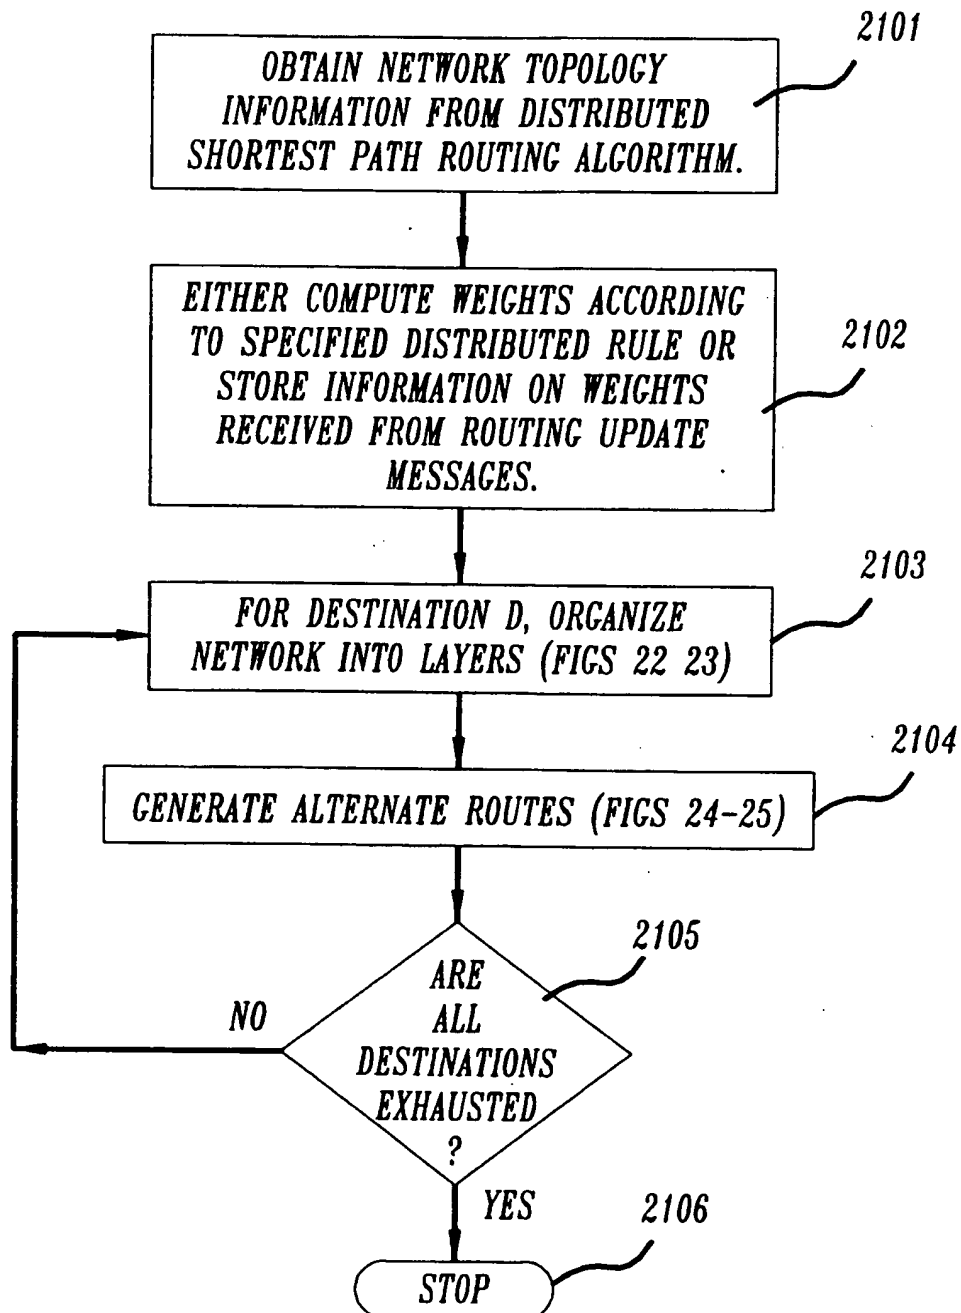 2101
OBTAIN NETWORK TOPOLOGY
INFORMATION FROM DISTRIBUTED
SHORTEST PATH ROUTING ALGORITHM.
EITHER COMPUTE WEIGHTS ACCORDING
TO SPECIFIED DISTRIBUTED RULE OR
STORE INFORMATION ON WEIGHTS
RECEIVED FROM ROUTING UPDATE
MESSAGES.
2102
2103
FOR DESTINATION D, ORGANIZE
NETWORK INTO LAYERS (FIGS 22 23)
2104
GENERATE ALTERNATE ROUTES (FIGS 24-25)
2105
ARE
ALL
DESTINATIONS
EXHAUSTED
?
NO
YES
2106
STOP